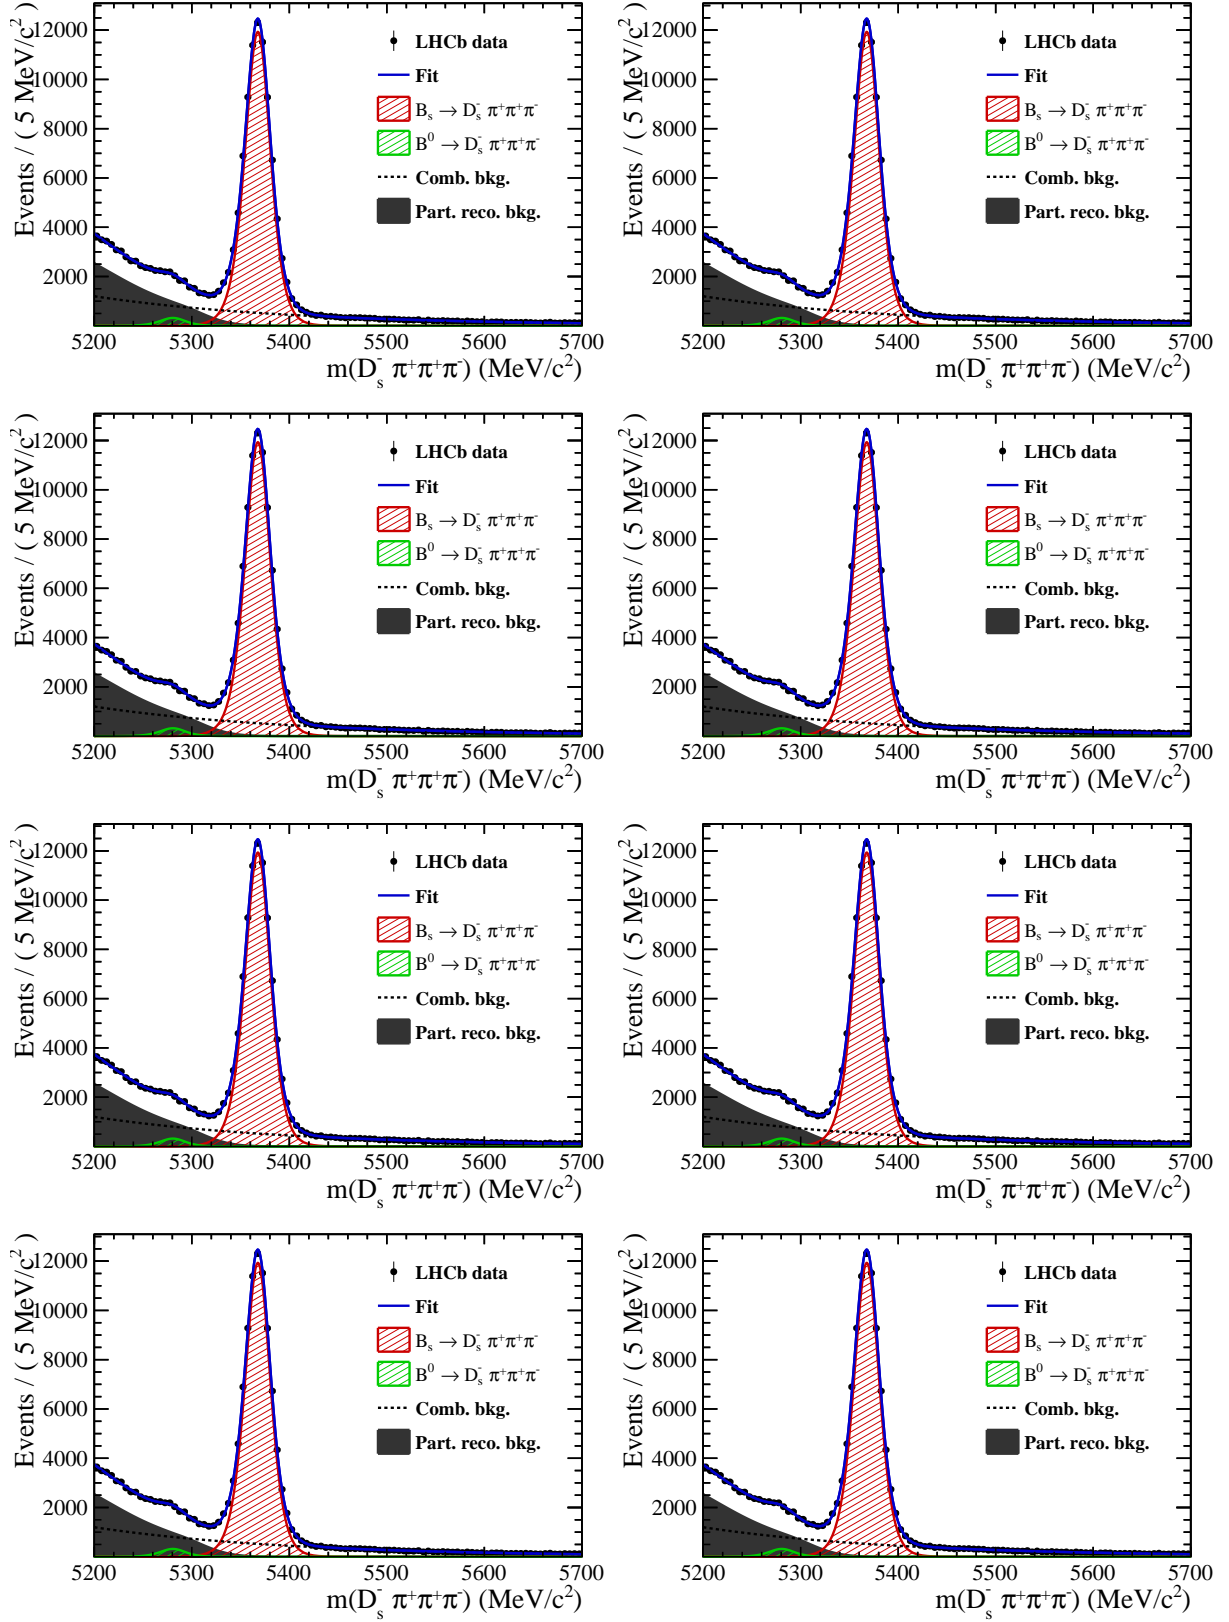 Events / ( 5 MeV/c² )
12000
10000
8000
6000
4000
2000
LHCb data
Fit
Bₛ → Dₛ⁻ π⁺π⁺π⁻
B⁰ → Dₛ⁻ π⁺π⁺π⁻
Comb. bkg.
Part. reco. bkg.
5200 5300 5400 5500 5600 5700
m(Dₛ⁻ π⁺π⁺π⁻) (MeV/c²)
Events / ( 5 MeV/c² )
12000
10000
8000
6000
4000
2000
LHCb data
Fit
Bₛ → Dₛ⁻ π⁺π⁺π⁻
B⁰ → Dₛ⁻ π⁺π⁺π⁻
Comb. bkg.
Part. reco. bkg.
5200 5300 5400 5500 5600 5700
m(Dₛ⁻ π⁺π⁺π⁻) (MeV/c²)
Events / ( 5 MeV/c² )
12000
10000
8000
6000
4000
2000
LHCb data
Fit
Bₛ → Dₛ⁻ π⁺π⁺π⁻
B⁰ → Dₛ⁻ π⁺π⁺π⁻
Comb. bkg.
Part. reco. bkg.
5200 5300 5400 5500 5600 5700
m(Dₛ⁻ π⁺π⁺π⁻) (MeV/c²)
Events / ( 5 MeV/c² )
12000
10000
8000
6000
4000
2000
LHCb data
Fit
Bₛ → Dₛ⁻ π⁺π⁺π⁻
B⁰ → Dₛ⁻ π⁺π⁺π⁻
Comb. bkg.
Part. reco. bkg.
5200 5300 5400 5500 5600 5700
m(Dₛ⁻ π⁺π⁺π⁻) (MeV/c²)
Events / ( 5 MeV/c² )
12000
10000
8000
6000
4000
2000
LHCb data
Fit
Bₛ → Dₛ⁻ π⁺π⁺π⁻
B⁰ → Dₛ⁻ π⁺π⁺π⁻
Comb. bkg.
Part. reco. bkg.
5200 5300 5400 5500 5600 5700
m(Dₛ⁻ π⁺π⁺π⁻) (MeV/c²)
Events / ( 5 MeV/c² )
12000
10000
8000
6000
4000
2000
LHCb data
Fit
Bₛ → Dₛ⁻ π⁺π⁺π⁻
B⁰ → Dₛ⁻ π⁺π⁺π⁻
Comb. bkg.
Part. reco. bkg.
5200 5300 5400 5500 5600 5700
m(Dₛ⁻ π⁺π⁺π⁻) (MeV/c²)
Events / ( 5 MeV/c² )
12000
10000
8000
6000
4000
2000
LHCb data
Fit
Bₛ → Dₛ⁻ π⁺π⁺π⁻
B⁰ → Dₛ⁻ π⁺π⁺π⁻
Comb. bkg.
Part. reco. bkg.
5200 5300 5400 5500 5600 5700
m(Dₛ⁻ π⁺π⁺π⁻) (MeV/c²)
Events / ( 5 MeV/c² )
12000
10000
8000
6000
4000
2000
LHCb data
Fit
Bₛ → Dₛ⁻ π⁺π⁺π⁻
B⁰ → Dₛ⁻ π⁺π⁺π⁻
Comb. bkg.
Part. reco. bkg.
5200 5300 5400 5500 5600 5700
m(Dₛ⁻ π⁺π⁺π⁻) (MeV/c²)